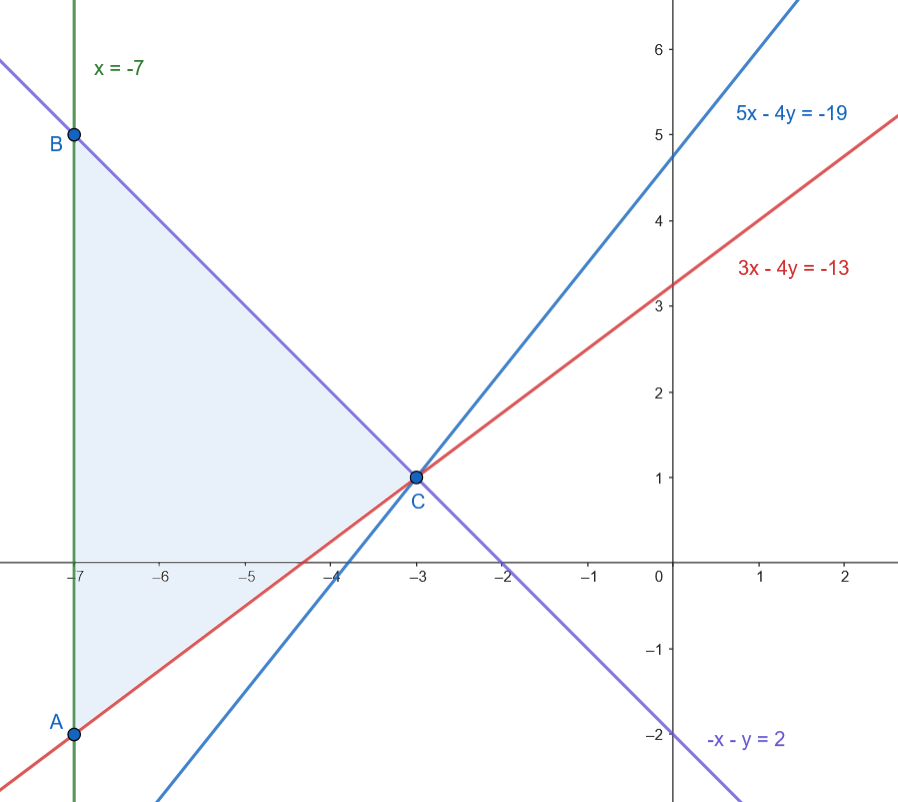 6
x = -7
5x - 4y = -19
5
B
4
3x - 4y = -13
3
2
1
C
–7 –6 –5 –4 –3 –2 –1 0 1 2
–1
A
–2
-x - y = 2